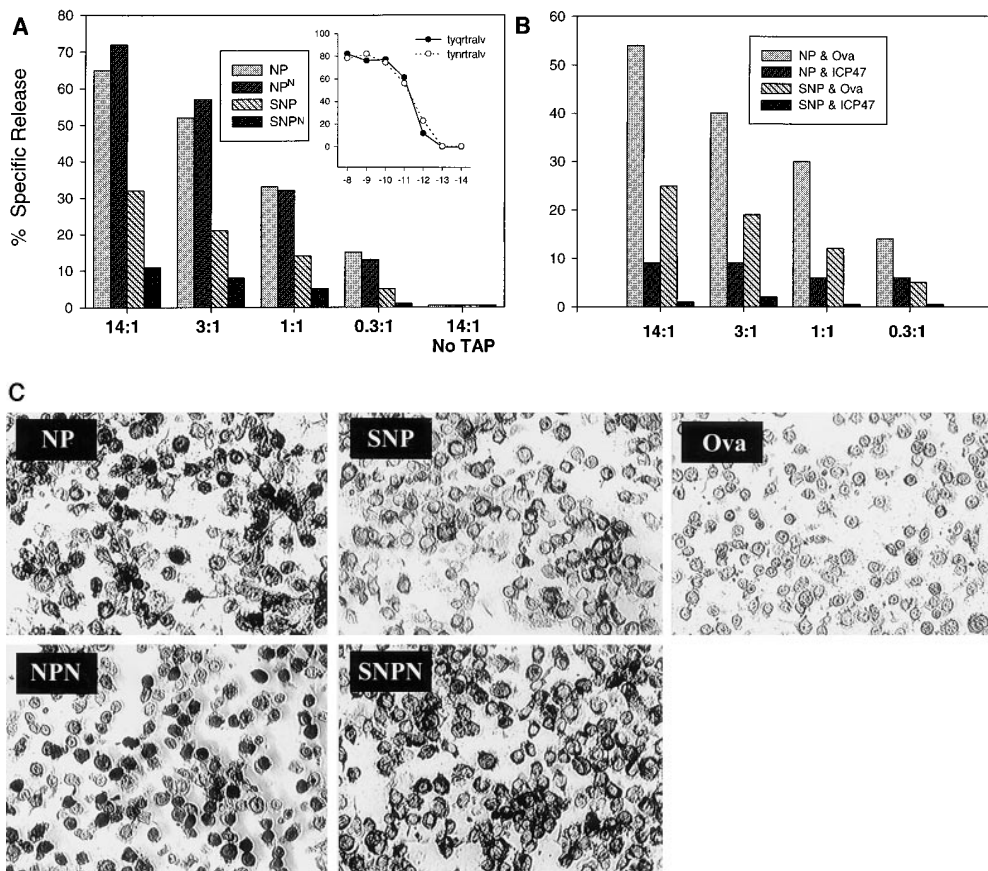 A
% Specific Release
80
70
60
50
40
30
20
10
0
NP
NPᴺ
SNP
SNPᴺ
tyqrtralv
tynrtralv
100
80
60
40
20
0
-8 -9 -10 -11 -12 -13 -14
14:1 3:1 1:1 0.3:1 14:1
No TAP
B
60
50
40
30
20
10
0
NP & Ova
NP & ICP47
SNP & Ova
SNP & ICP47
14:1 3:1 1:1 0.3:1
C
NP
SNP
Ova
NPN
SNPN